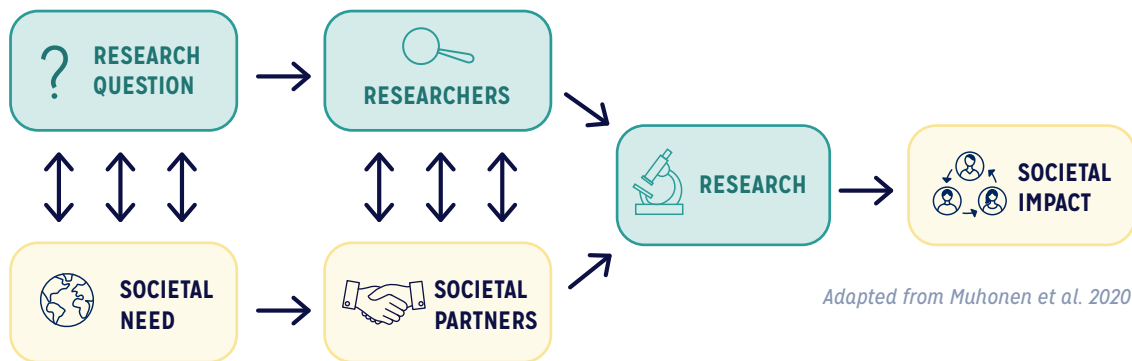 ?
RESEARCH
QUESTION
RESEARCHERS
RESEARCH
SOCIETAL
IMPACT
SOCIETAL
NEED
SOCIETAL
PARTNERS
Adapted from Muhonen et al. 2020